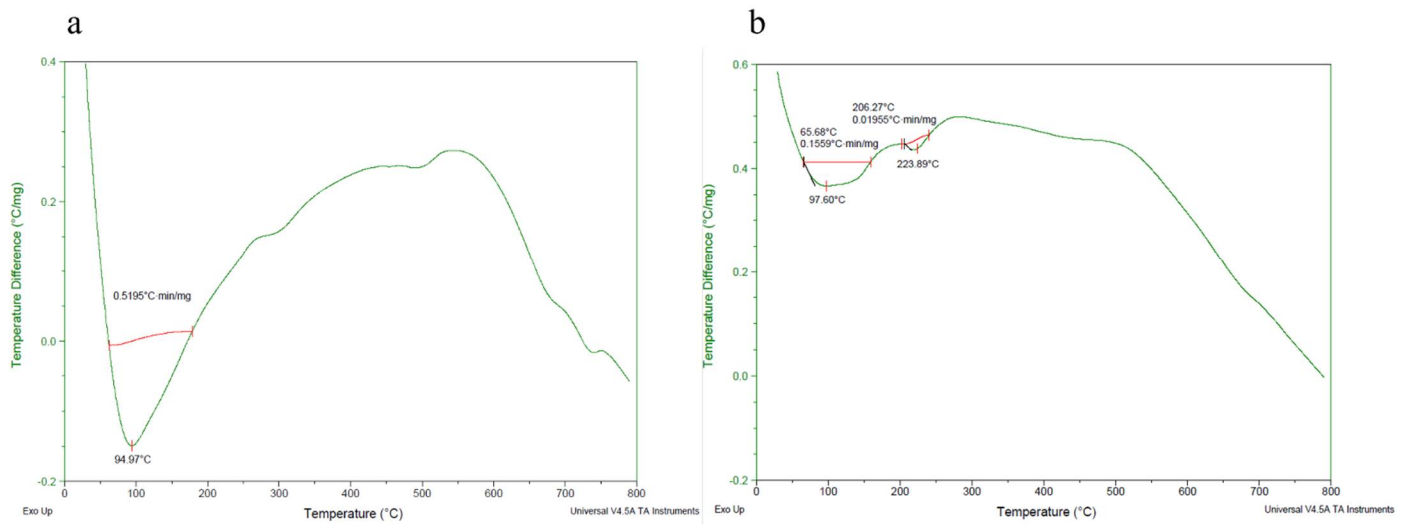 a
0.4
0.2
0.0
-0.2
Temperature Difference (°C/mg)
0.5195°C·min/mg
94.97°C
0 100 200 300 400 500 600 700 800
Exo Up
Temperature (°C)
Universal V4.5A TA Instruments
b
0.6
0.4
0.2
0.0
-0.2
Temperature Difference (°C/mg)
65.68°C
0.1559°C·min/mg
97.60°C
206.27°C
0.01955°C·min/mg
223.89°C
0 100 200 300 400 500 600 700 800
Exo Up
Temperature (°C)
Universal V4.5A TA Instruments